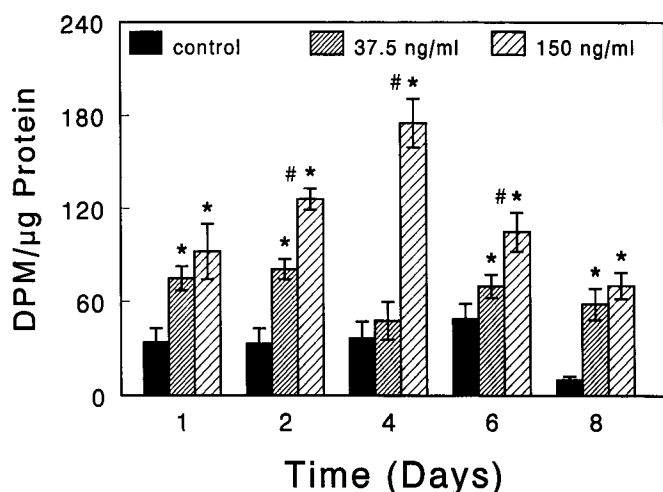 240
control 37.5 ng/ml 150 ng/ml
180
120
60
0
DPM/µg Protein
* *
* # *
# *
* # *
* *
1 2 4 6 8
Time (Days)